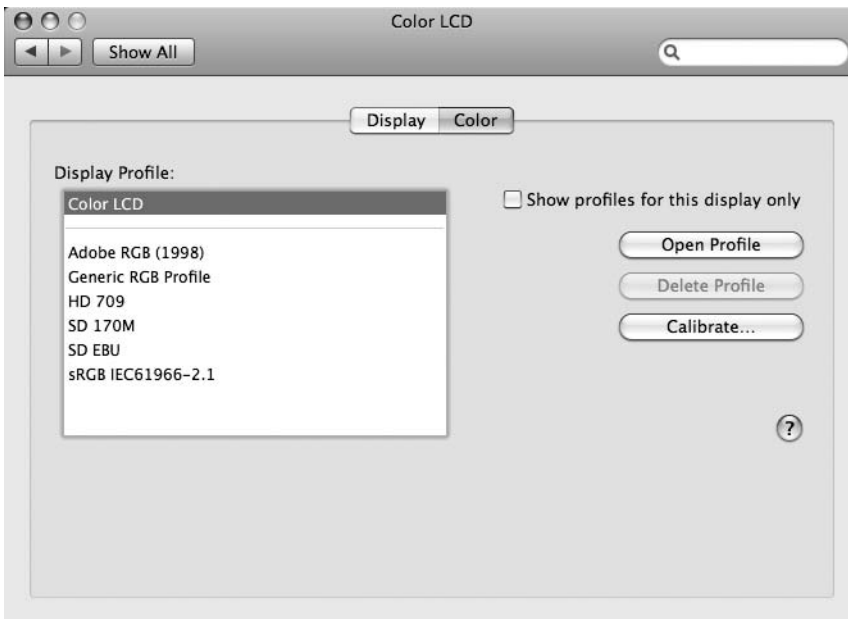 Color LCD
Show All
Display Color
Display Profile:
Color LCD
Adobe RGB (1998)
Generic RGB Profile
HD 709
SD 170M
SD EBU
sRGB IEC61966-2.1
Show profiles for this display only
Open Profile
Delete Profile
Calibrate...
?